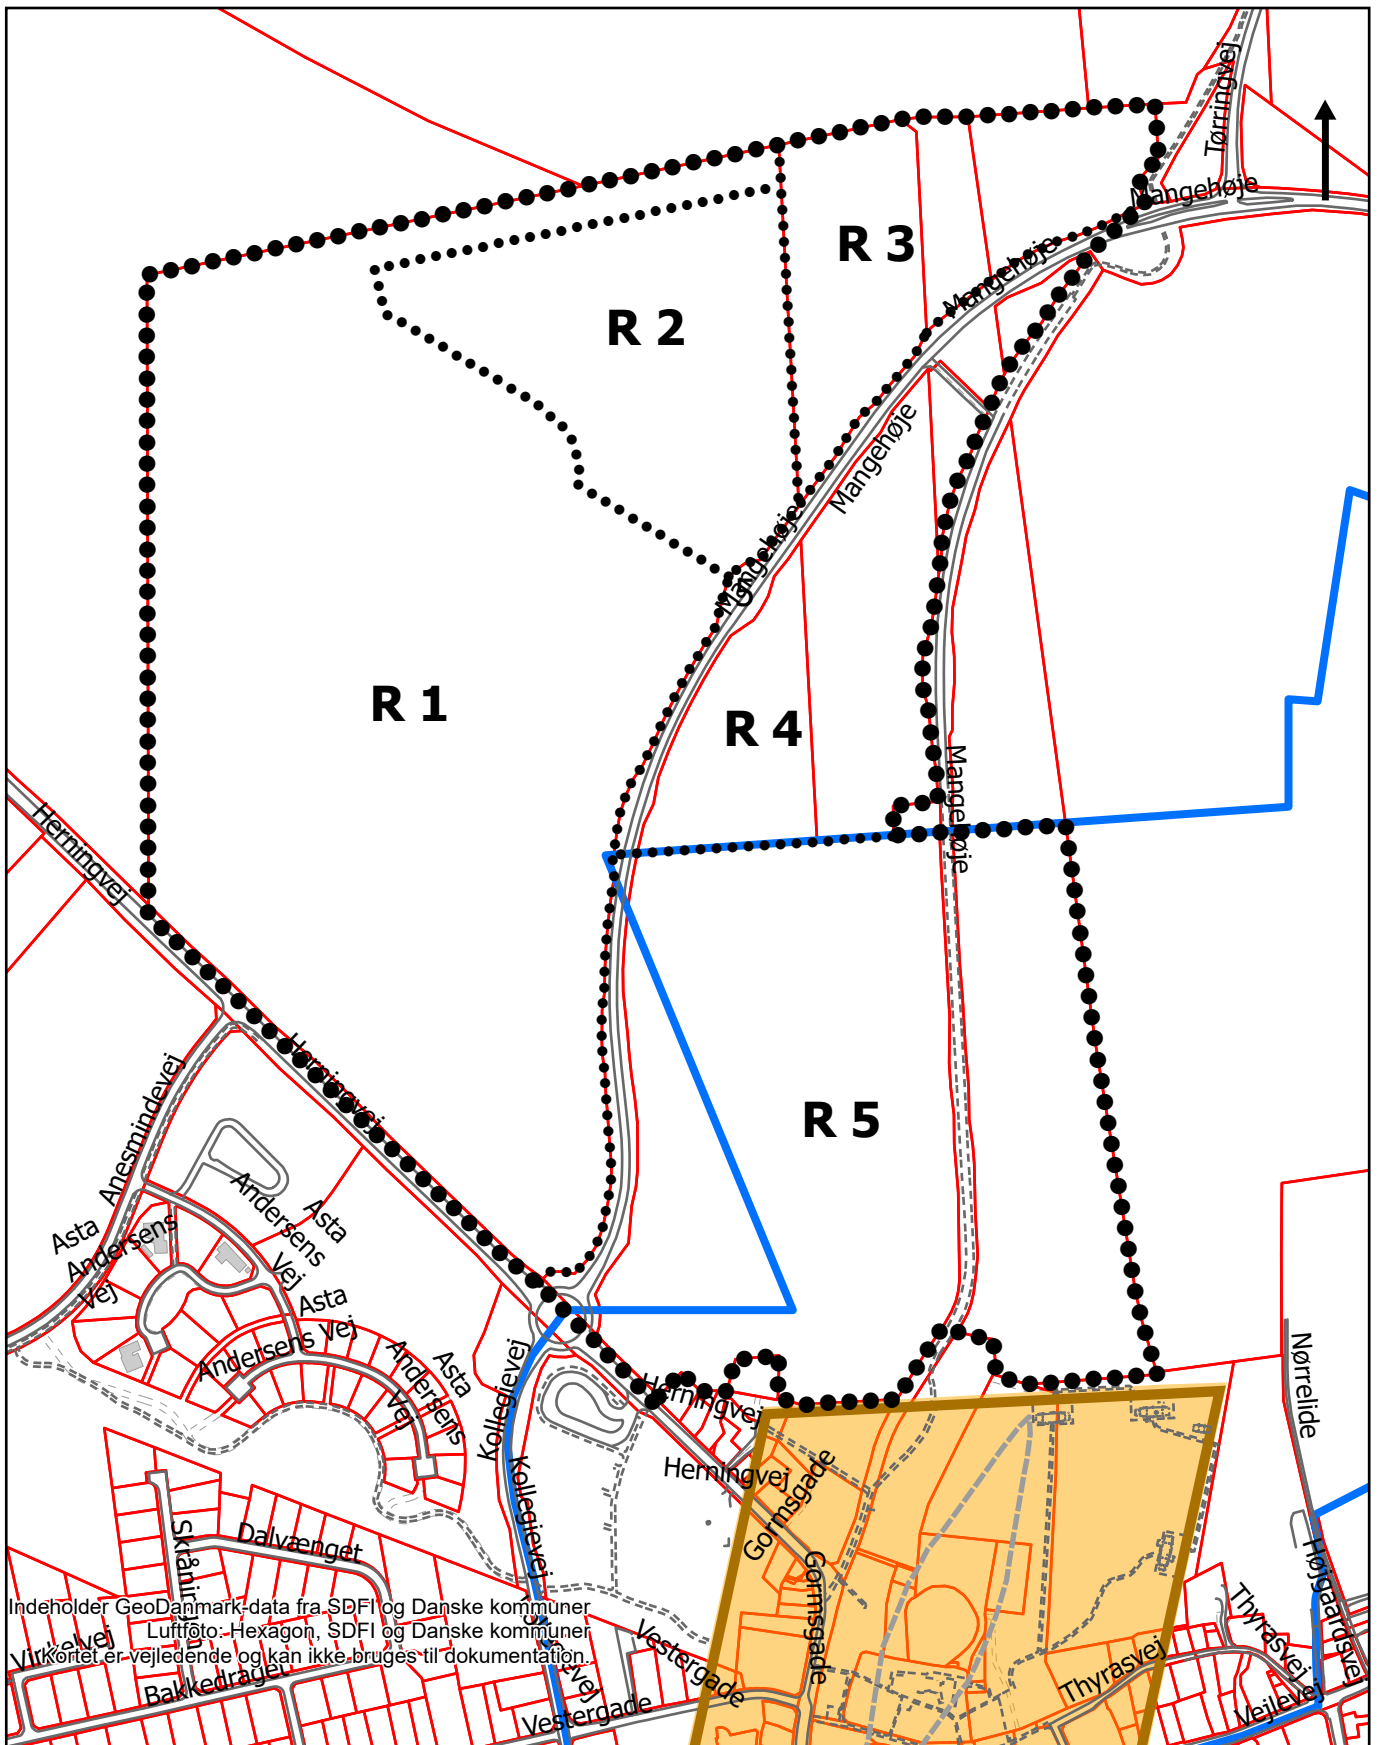 Tørringvej
Mangehøje
R 3
Mangehøje
R 2
Mangehøje
Mangehøje
R 1
R 4
Mangehøje
Herningvej
Herningvej
R 5
Anesmindevej
Asta
Andersens
Vej
Asta
Andersens
Vej
Asta
Andersens Vej
Asta
Andersens
Vej
Kollegievej
Herningvej
Herningvej
Nørrelide
Gormsgade
Gormsgade
Kollegievej
Dalvænget
Højgaardsvej
Thyrasvej
Thyrasvej
Vestergade
Vestergade
Bakkedraget
Vejlevej
Indeholder GeoDanmark-data fra SDFI og Danske kommuner
Luftfoto: Hexagon, SDFI og Danske kommuner
Kortet er vejledende og kan ikke bruges til dokumentation.